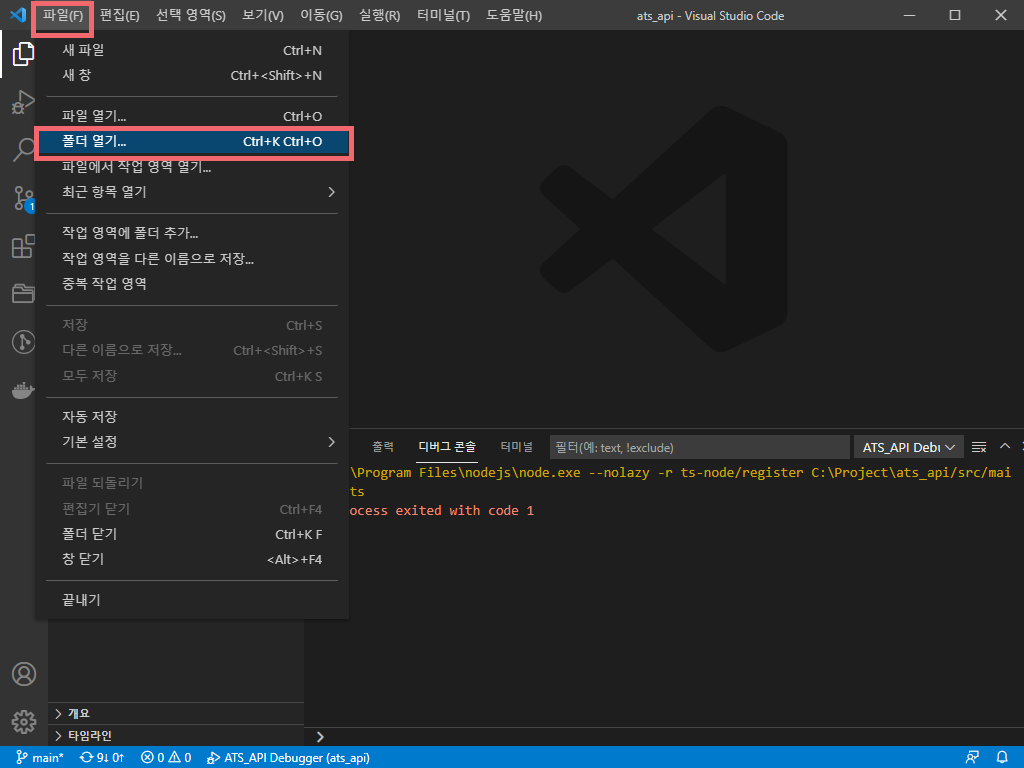 파일(F) 편집(E) 선택 영역(S) 보기(V) 이동(G) 실행(R) 터미널(T) 도움말(H) ats_api - Visual Studio Code
새 파일 Ctrl+N
새 창 Ctrl+<Shift>+N
파일 열기... Ctrl+O
폴더 열기... Ctrl+K Ctrl+O
파일에서 작업 영역 열기...
최근 항목 열기
1
작업 영역에 폴더 추가...
작업 영역을 다른 이름으로 저장...
중복 작업 영역
저장 Ctrl+S
다른 이름으로 저장... Ctrl+<Shift>+S
모두 저장 Ctrl+K S
자동 저장
기본 설정
파일 되돌리기
편집기 닫기 Ctrl+F4
폴더 닫기 Ctrl+K F
창 닫기 <Alt>+F4
끝내기
출력 디버그 콘솔 터미널 필터(예: text, !exclude) ATS_API Debu
\Program Files\nodejs\node.exe --nolazy -r ts-node/register C:\Project\ats_api/src/mai
ts
ocess exited with code 1
개요
타임라인
main* 9↓ 0↑ 0 0 ATS_API Debugger (ats_api)